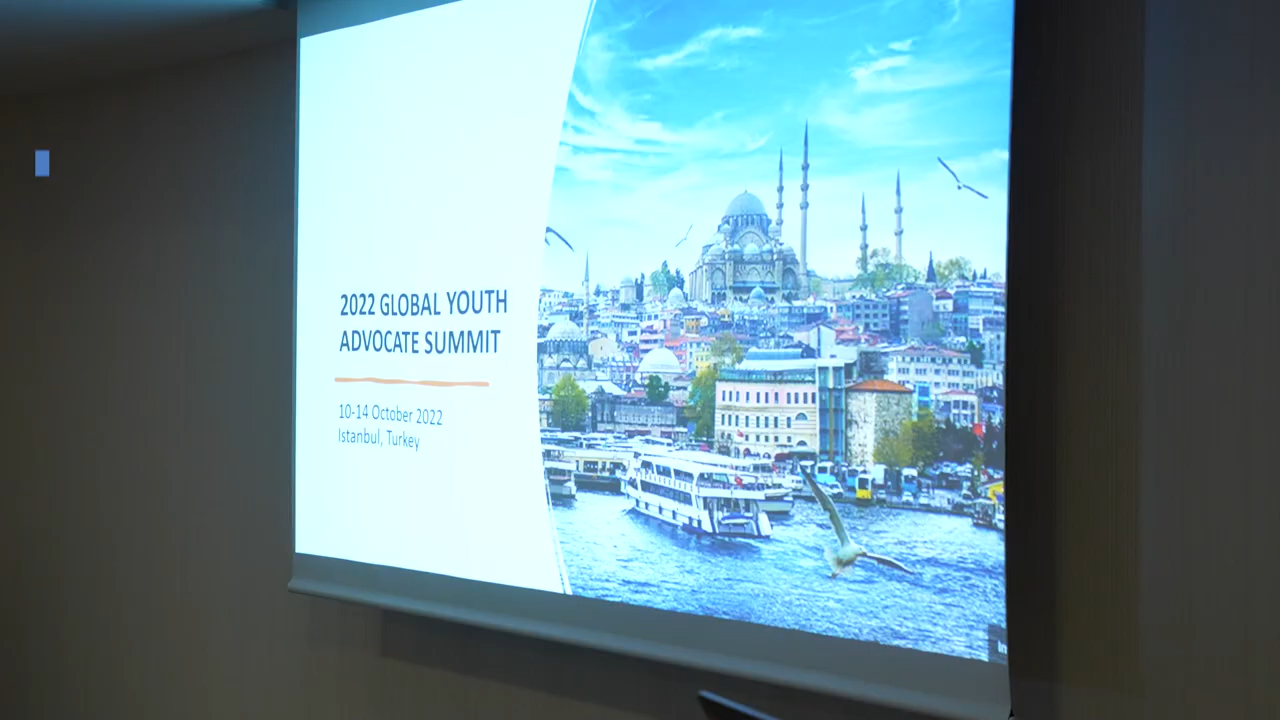 2022 GLOBAL YOUTH
ADVOCATE SUMMIT
10-14 October 2022
Istanbul, Turkey